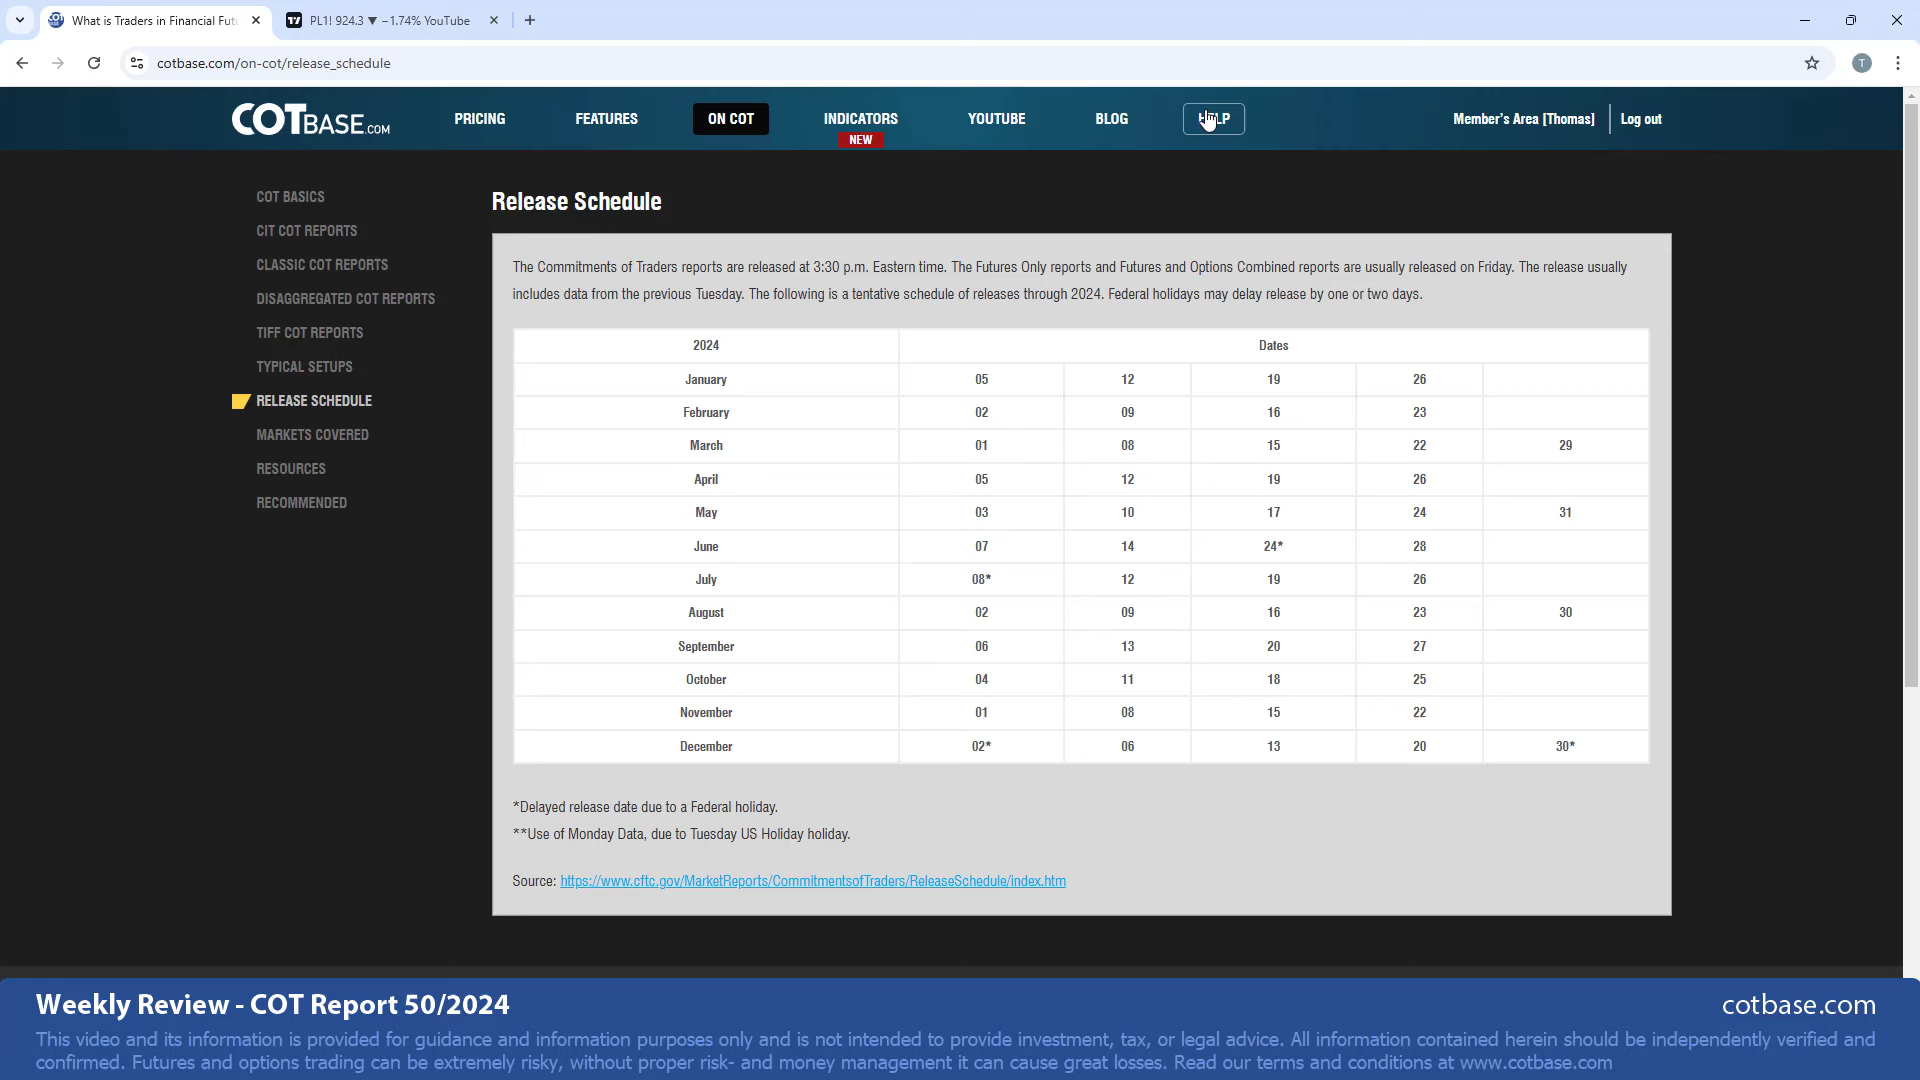 What is Traders in Financial Futu
PL1! 924.3 ▼ −1.74% YouTube
cotbase.com/on-cot/release_schedule
T
COTBASE.COM
PRICING
FEATURES
ON COT
INDICATORS
NEW
YOUTUBE
BLOG
Member's Area [Thomas]
Log out
COT BASICS
CIT COT REPORTS
CLASSIC COT REPORTS
DISAGGREGATED COT REPORTS
TIFF COT REPORTS
TYPICAL SETUPS
RELEASE SCHEDULE
MARKETS COVERED
RESOURCES
RECOMMENDED
Release Schedule
The Commitments of Traders reports are released at 3:30 p.m. Eastern time. The Futures Only reports and Futures and Options Combined reports are usually released on Friday. The release usually
includes data from the previous Tuesday. The following is a tentative schedule of releases through 2024. Federal holidays may delay release by one or two days.
2024 Dates
January 05 12 19 26
February 02 09 16 23
March 01 08 15 22 29
April 05 12 19 26
May 03 10 17 24 31
June 07 14 24* 28
July 08* 12 19 26
August 02 09 16 23 30
September 06 13 20 27
October 04 11 18 25
November 01 08 15 22
December 02* 06 13 20 30*
*Delayed release date due to a Federal holiday.
**Use of Monday Data, due to Tuesday US Holiday holiday.
Source: https://www.cftc.gov/MarketReports/CommitmentsofTraders/ReleaseSchedule/index.htm
Weekly Review - COT Report 50/2024
cotbase.com
This video and its information is provided for guidance and information purposes only and is not intended to provide investment, tax, or legal advice. All information contained herein should be independently verified and
confirmed. Futures and options trading can be extremely risky, without proper risk- and money management it can cause great losses. Read our terms and conditions at www.cotbase.com